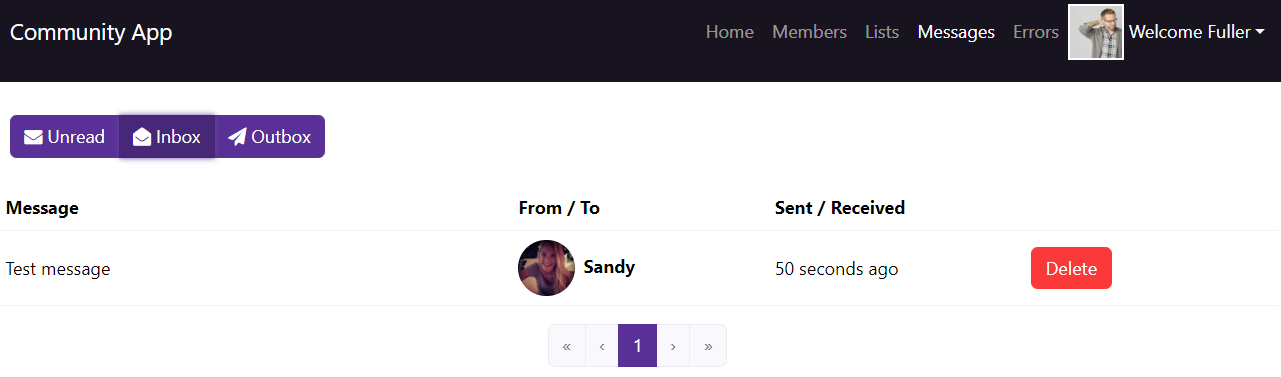 Community App Home Members Lists Messages Errors Welcome Fuller
Unread Inbox Outbox
Message From / To Sent / Received
Test message Sandy 50 seconds ago Delete
« ‹ 1 › »